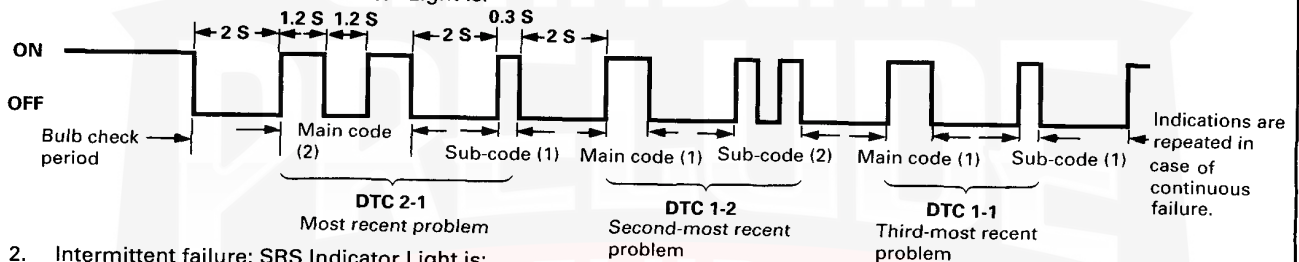 Light is:
1.2 S 1.2 S 0.3 S
2 S 2 S 2 S
ON
OFF
Bulb check period
Main code (2)
Sub-code (1)
Main code (1)
Sub-code (2)
Main code (1)
Sub-code (1)
Indications are repeated in case of continuous failure.
DTC 2-1
Most recent problem
DTC 1-2
Second-most recent problem
DTC 1-1
Third-most recent problem
2. Intermittent failure: SRS Indicator Light is: